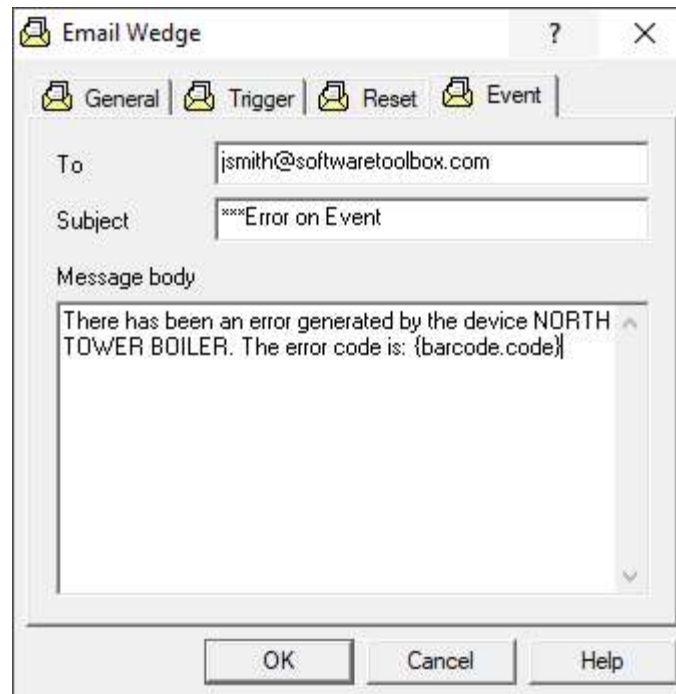 Email Wedge ?
General Trigger Reset Event
To jsmith@softwaretoolbox.com
Subject ***Error on Event
Message body
There has been an error generated by the device NORTH
TOWER BOILER. The error code is: {barcode.code}
OK Cancel Help